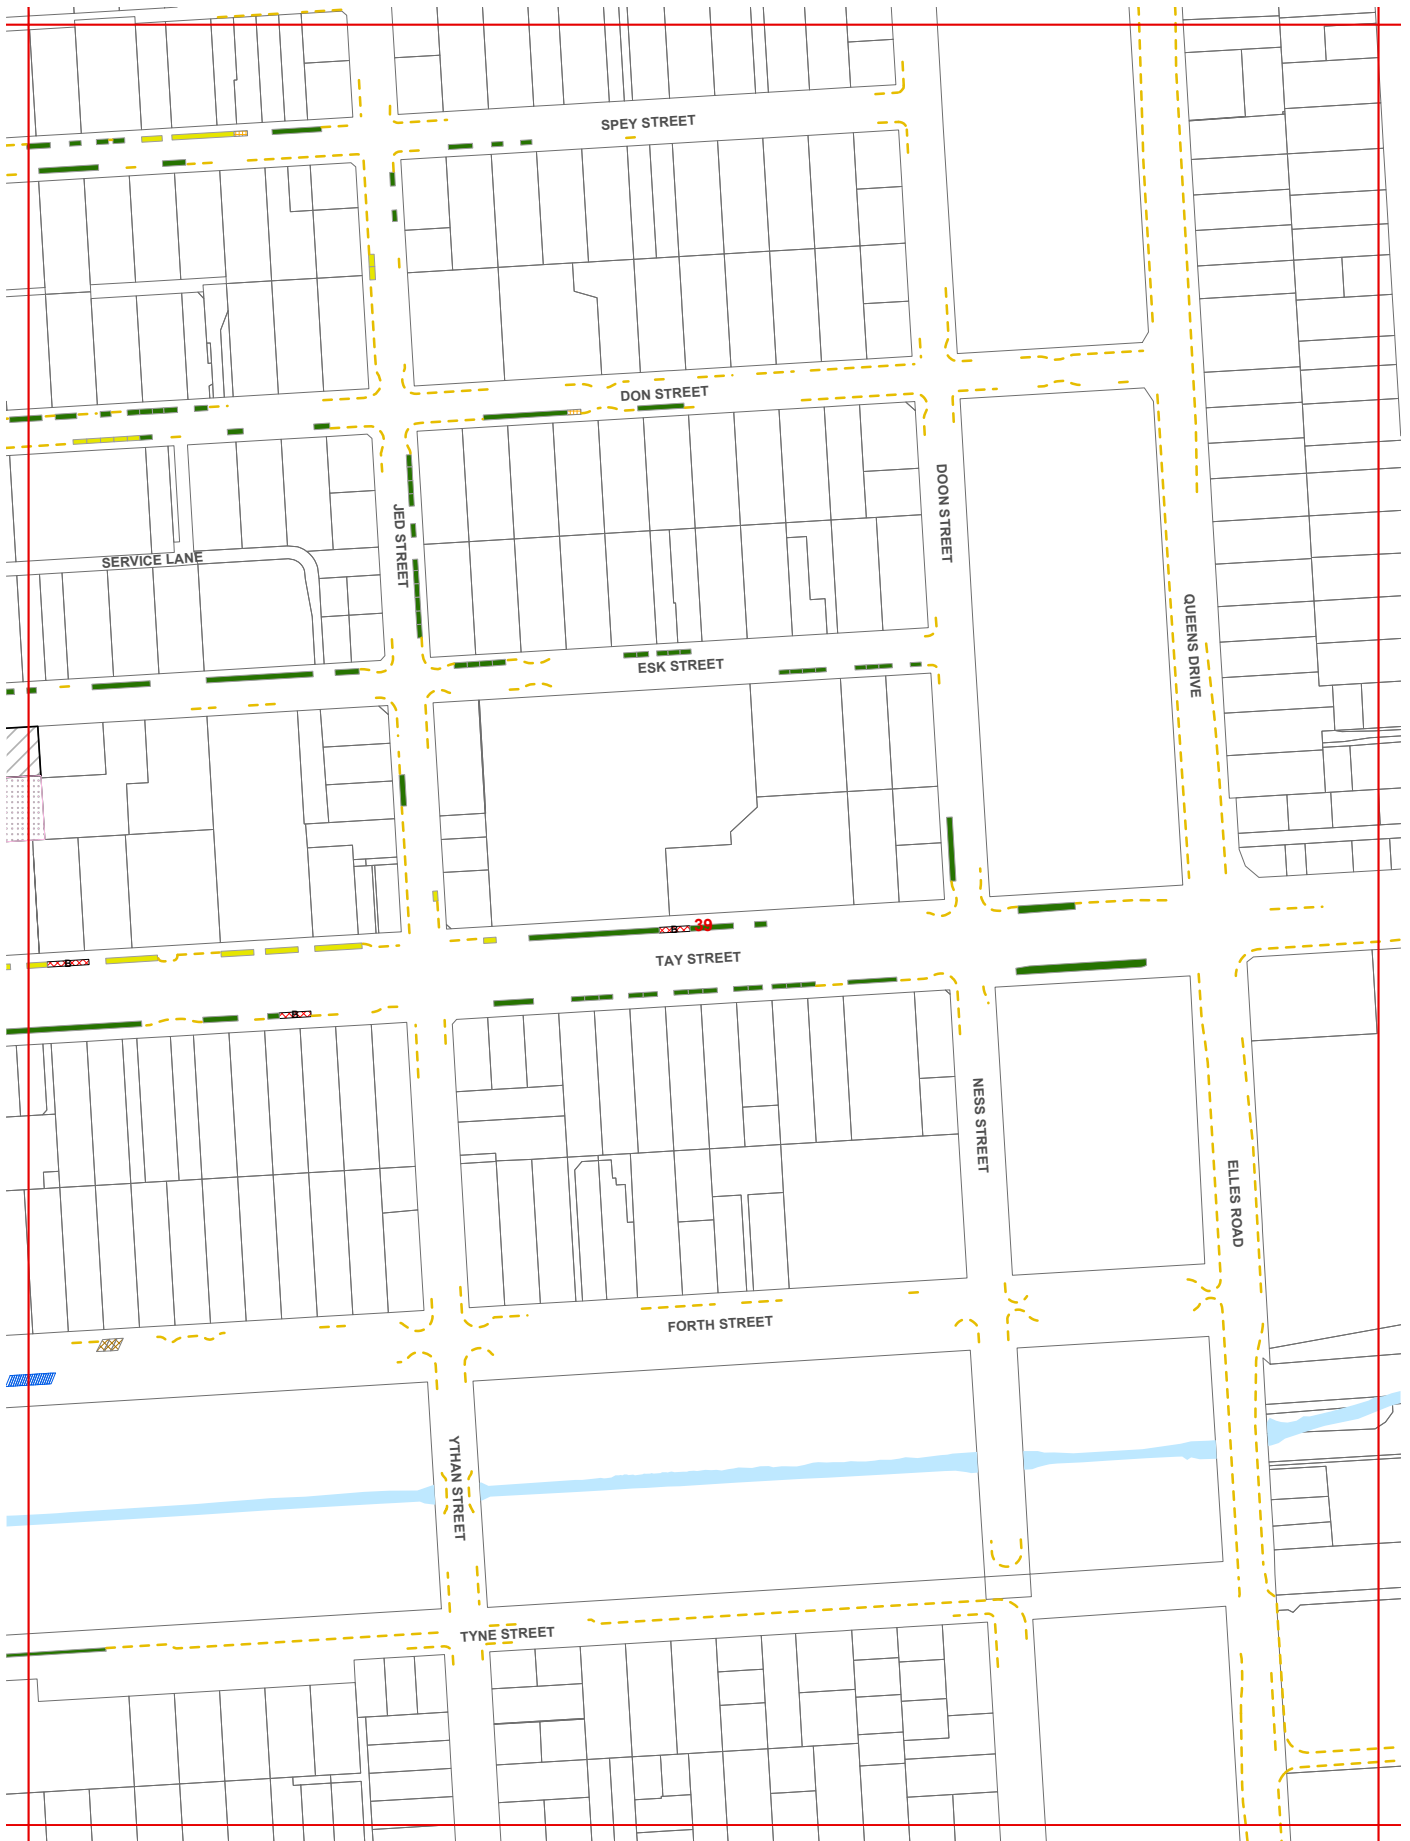 SPEY STREET
DON STREET
DOON STREET
JED STREET
SERVICE LANE
QUEENS DRIVE
ESK STREET
39
B
TAY STREET
B
B
NESS STREET
ELLES ROAD
FORTH STREET
YTHAN STREET
TYNE STREET